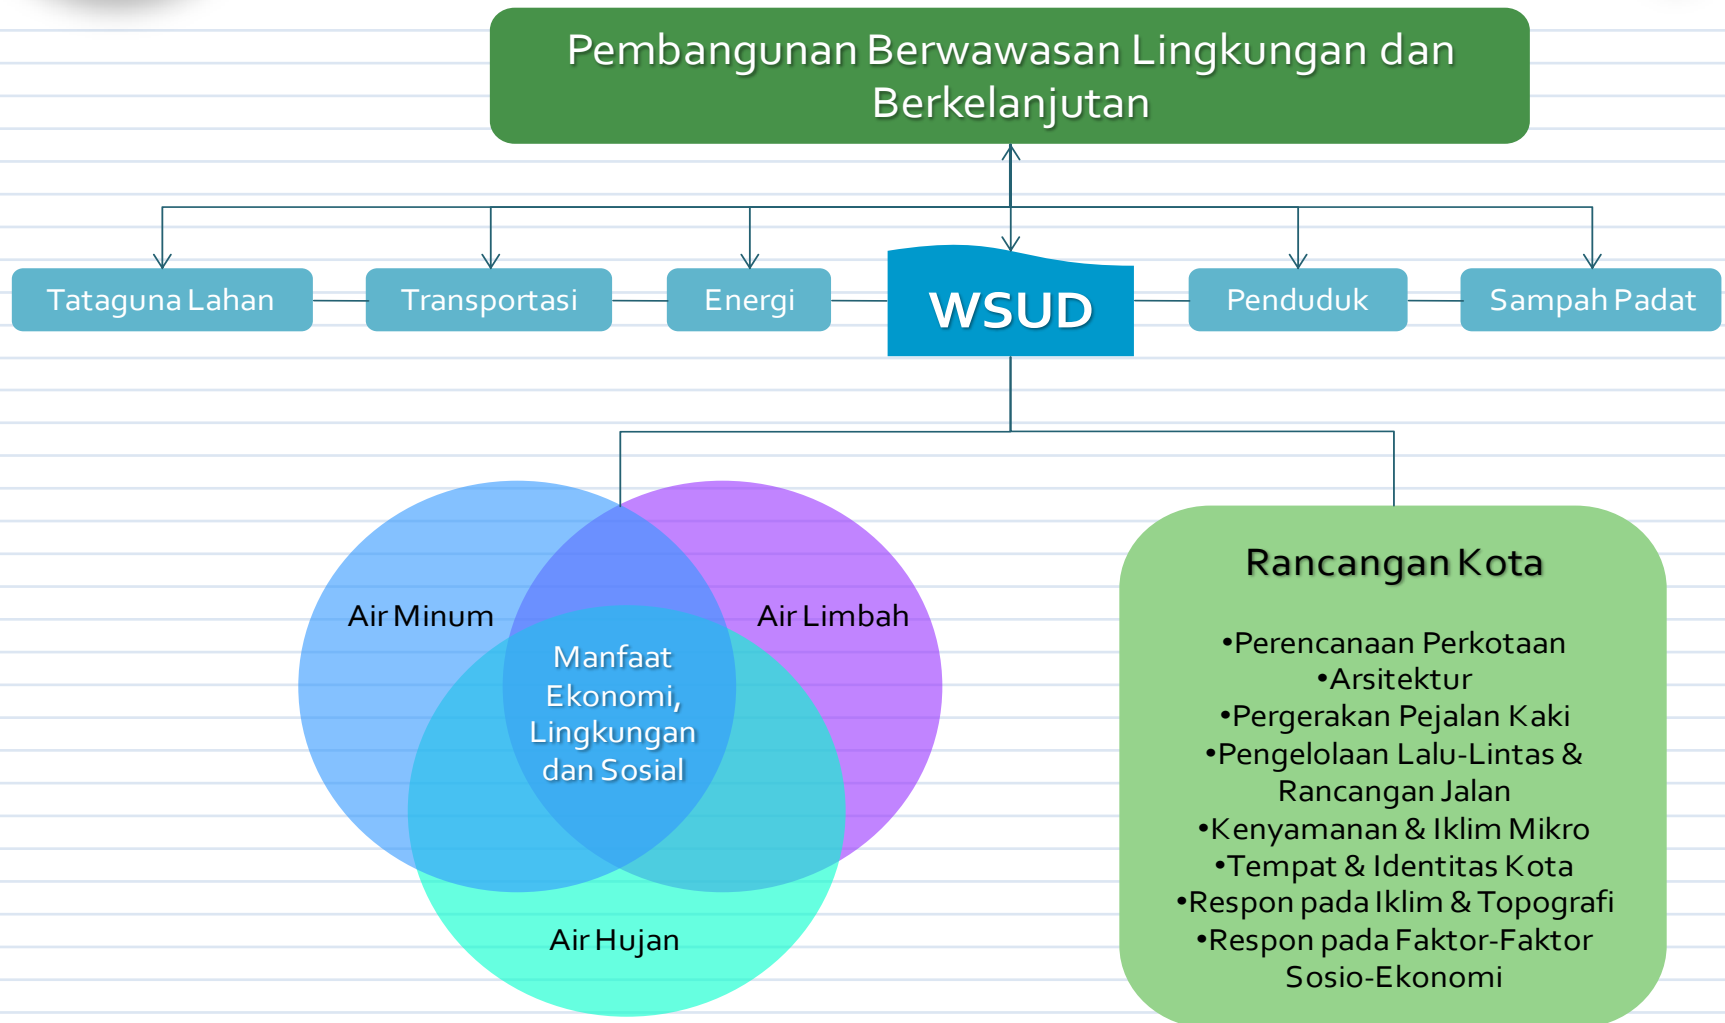 Pembangunan Berwawasan Lingkungan dan
Berkelanjutan
Tataguna Lahan
Transportasi
Energi
WSUD
Penduduk
Sampah Padat
Air Minum
Air Limbah
Manfaat
Ekonomi,
Lingkungan
dan Sosial
Air Hujan
Rancangan Kota
•Perencanaan Perkotaan
•Arsitektur
•Pergerakan Pejalan Kaki
•Pengelolaan Lalu-Lintas &
Rancangan Jalan
•Kenyamanan & Iklim Mikro
•Tempat & Identitas Kota
•Respon pada Iklim & Topografi
•Respon pada Faktor-Faktor
Sosio-Ekonomi